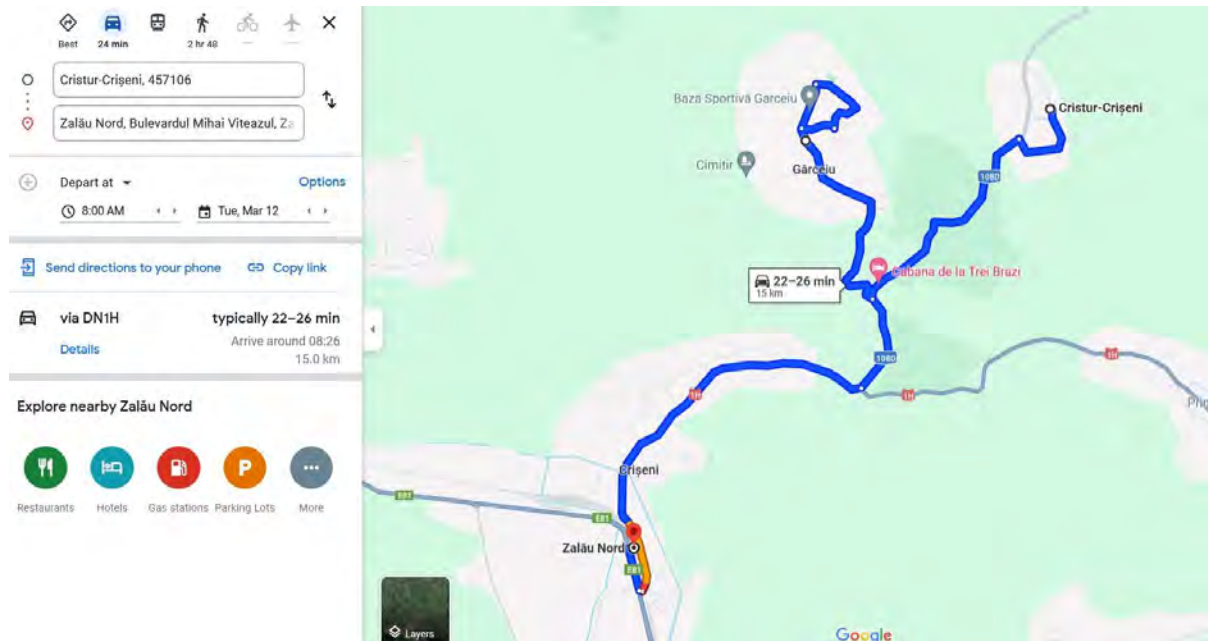 Best
24 min
2 hr 48
Cristur-Crișeni, 457106
Zalău Nord, Bulevardul Mihai Viteazul, Za
Depart at
Options
8:00 AM
Tue, Mar 12
Send directions to your phone
Copy link
via DN1H
typically 22–26 min
Details
Arrive around 08:26
15.0 km
Explore nearby Zalău Nord
P
Restaurants
Hotels
Gas stations
Parking Lots
More
Baza Sportivă Garceiu
Cristur-Crișeni
Cimitir
Gârceiu
108D
Cabana de la Trei Brazi
22–26 min
15 km
108D
1H
1H
1H
Crișeni
E81
E81
Zalău Nord
E81
Layers
Google